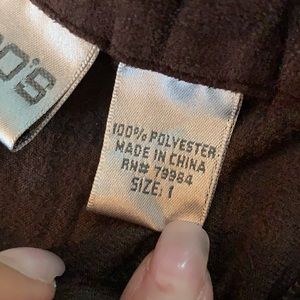 O'S
100% POLYESTER
MADE IN CHINA
RN# 79984
SIZE: 1